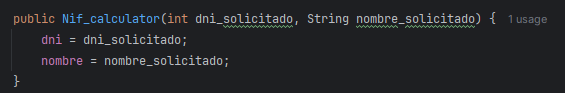 public Nif_calculator(int dni_solicitado, String nombre_solicitado) { 1 usage
    dni = dni_solicitado;
    nombre = nombre_solicitado;
}